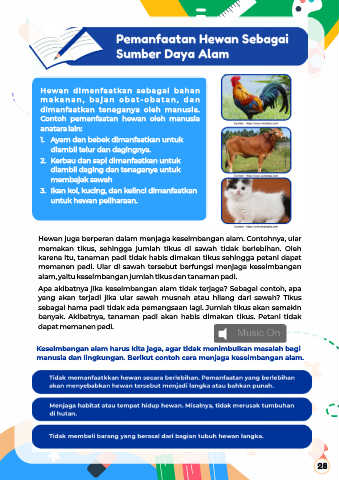 Pemanfaatan Hewan Sebagai
Sumber Daya Alam
Hewan dimanfaatkan sebagai bahan
makanan, bajan obat-obatan, dan
dimanfaatkan tenaganya oleh manusia.
Contoh pemanfaatan hewan oleh manusia
anatara lain:
1. Ayam dan bebek dimanfaatkan untuk
diambil telur dan dagingnya.
2. Kerbau dan sapi dimanfaatkan untuk
diambil daging dan tenaganya untuk
membajak sawah
3. Ikan koi, kucing, dan kelinci dimanfaatkan
untuk hewan peliharaan.
Hewan juga berperan dalam menjaga keseimbangan alam. Contohnya, ular
memakan tikus, sehingga jumlah tikus di sawah tidak berlebihan. Oleh
karena itu, tanaman padi tidak habis dimakan tikus sehingga petani dapat
memanen padi. Ular di sawah tersebut berfungsi menjaga keseimbangan
alam, yaitu keseimbangan jumlah tikus dan tanaman padi.
Apa akibatnya jika keseimbangan alam tidak terjaga? Sebagai contoh, apa
yang akan terjadi jika ular sawah musnah atau hilang dari sawah? Tikus
sebagai hama padi tidak ada pemangsaan lagi. Jumlah tikus akan semakin
banyak. Akibatnya, tanaman padi akan habis dimakan tikus. Petani tidak
dapat memanen padi.
Music On
Keseimbangan alam harus kita jaga, agar tidak menimbulkan masalah bagi
manusia dan lingkungan. Berikut contoh cara menjaga keseimbangan alam.
Tidak memanfaatkkan hewan secara berlebihan. Pemanfaatan yang berlebihan
akan menyebabkan hewan tersebut menjadi langka atau bahkan punah.
Menjaga habitat atau tempat hidup hewan. Misalnya, tidak merusak tumbuhan
di hutan.
Tidak membeli barang yang berasal dari bagian tubuh hewan langka.
28